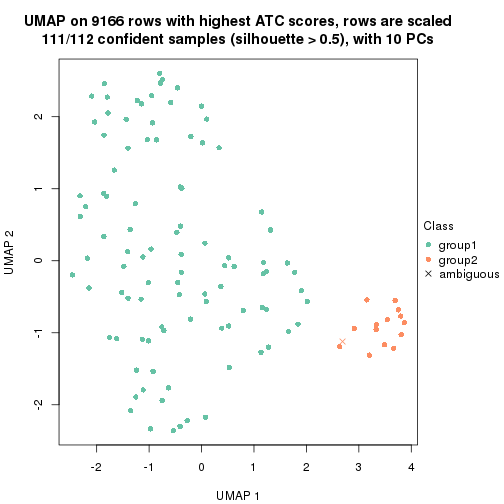 UMAP on 9166 rows with highest ATC scores, rows are scaled
111/112 confident samples (silhouette > 0.5), with 10 PCs
2
1
0
-1
-2
UMAP 2
-2
-1
0
1
2
3
4
UMAP 1
Class
group1
group2
ambiguous